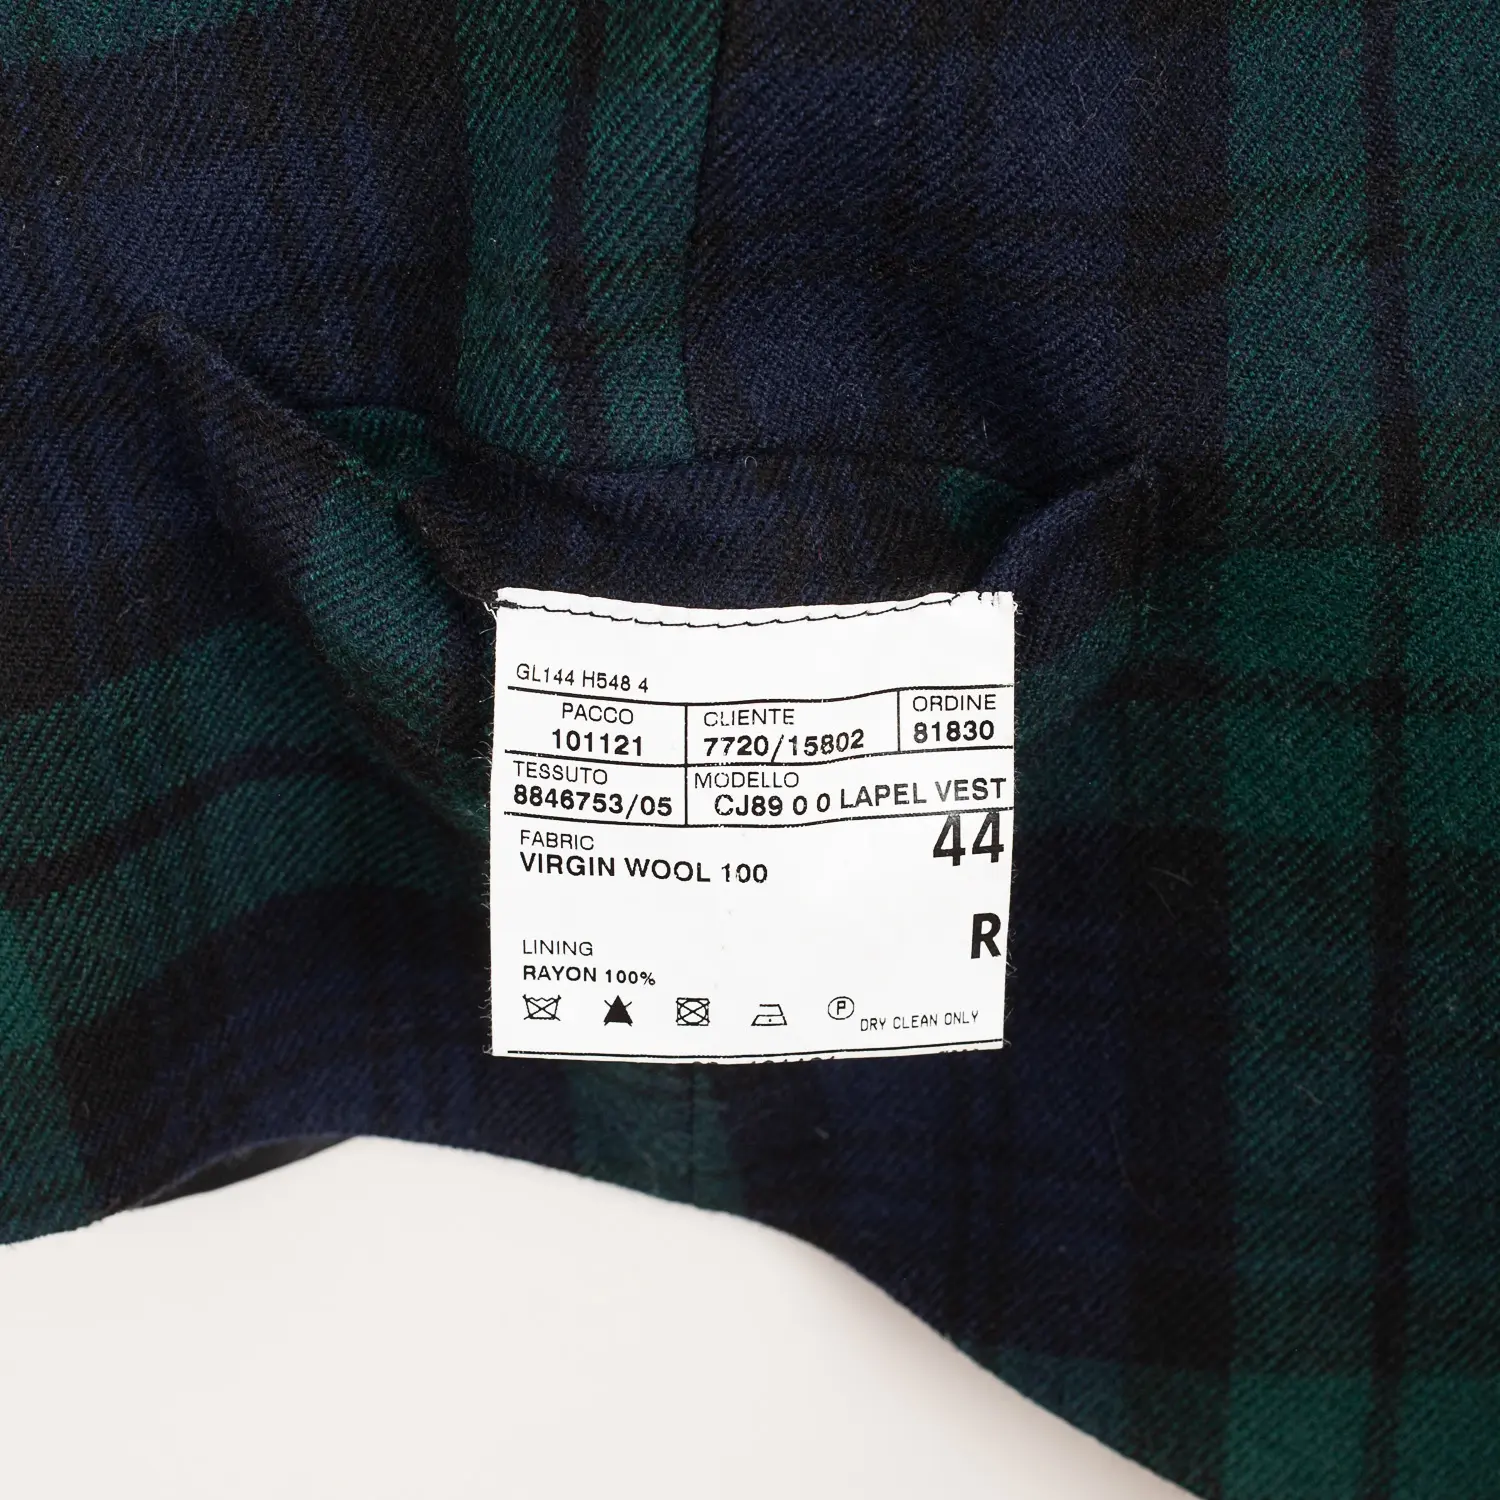 GL144 H548 4
PACCO CLIENTE ORDINE
101121 7720/15802 81830
TESSUTO MODELLO
8846753/05 CJ89 0 0 LAPEL VEST
44
FABRIC
VIRGIN WOOL 100
R
LINING
RAYON 100%
P DRY CLEAN ONLY